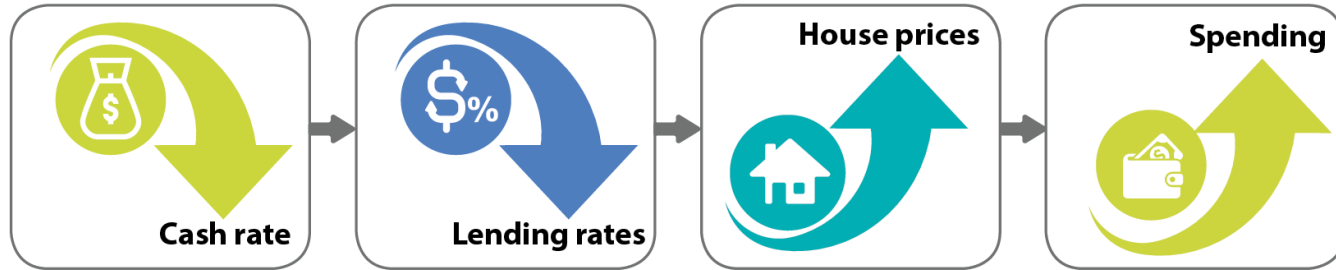 $
Cash rate
$%
Lending rates
House prices
Spending